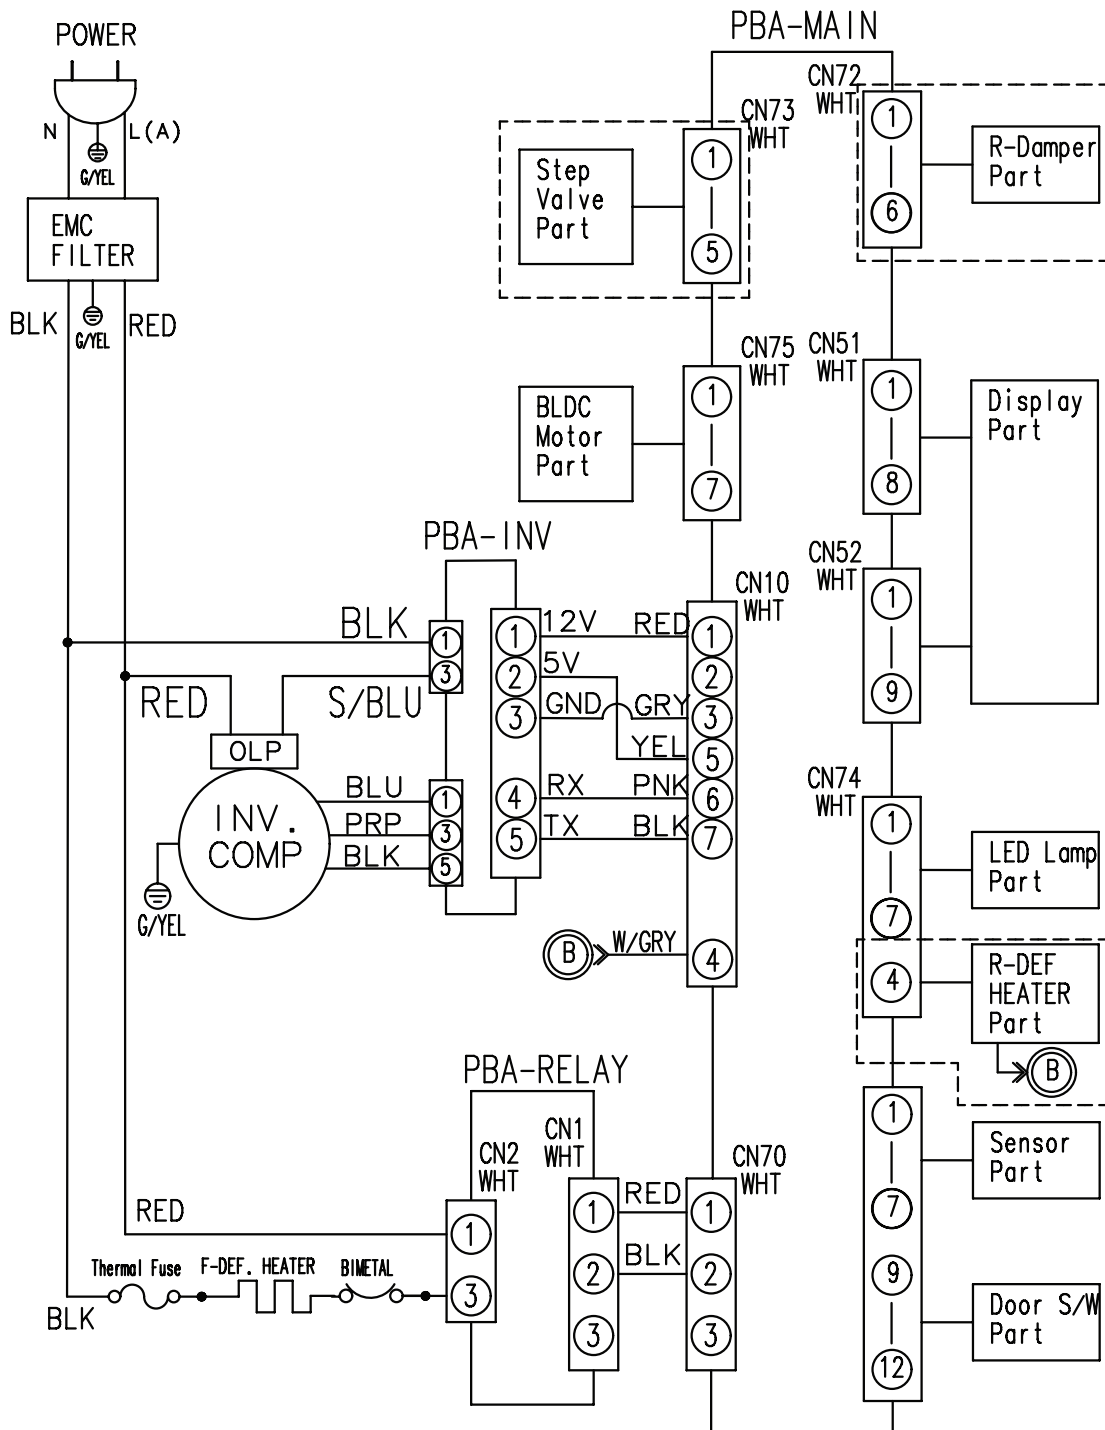 POWER
N
L(A)
G/YEL
EMC
FILTER
BLK
G/YEL
RED
PBA-MAIN
CN73
WHT
Step
Valve
Part
1
5
CN72
WHT
1
6
R-Damper
Part
CN75
WHT
BLDC
Motor
Part
1
7
CN51
WHT
1
8
Display
Part
CN52
WHT
1
9
PBA-INV
BLK
1
3
RED
S/BLU
OLP
INV.
COMP
G/YEL
BLU
1
PRP
3
BLK
5
CN10
WHT
1
12V
RED
1
2
5V
2
3
GND
GRY
3
YEL
5
4
RX
PNK
6
5
TX
BLK
7
B
W/GRY
4
CN74
WHT
1
7
LED Lamp
Part
4
R-DEF
HEATER
Part
B
PBA-RELAY
CN2
WHT
CN1
WHT
CN70
WHT
RED
1
3
1
RED
1
2
BLK
2
3
3
Thermal Fuse
F-DEF. HEATER
BIMETAL
BLK
1
7
Sensor
Part
9
12
Door S/W
Part